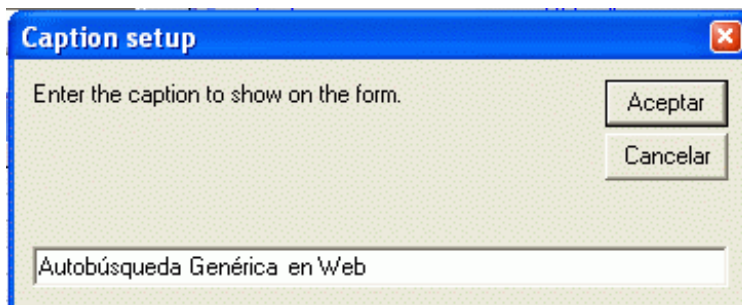 Caption setup
Enter the caption to show on the form.
Aceptar
Cancelar
Autobúsqueda Genérica en Web